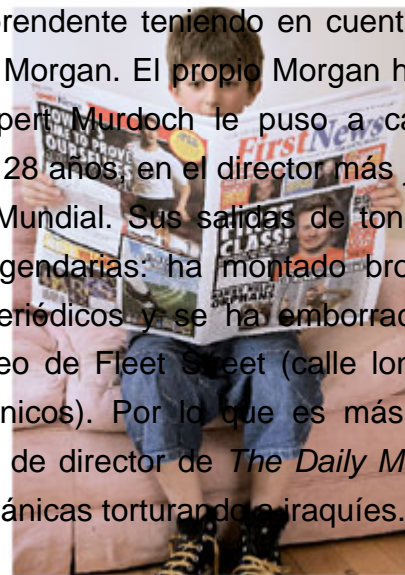 prendente teniendo en cuent
Morgan. El propio Morgan h
pert Murdoch le puso a ca
28 años, en el director más
Mundial. Sus salidas de ton
gendarias: ha montado bro
eriódicos y se ha emborrac
eo de Fleet Street (calle lon
nicos). Por lo que es más
de director de The Daily M
ánicas torturando a iraquíes.
First News
CLASS!